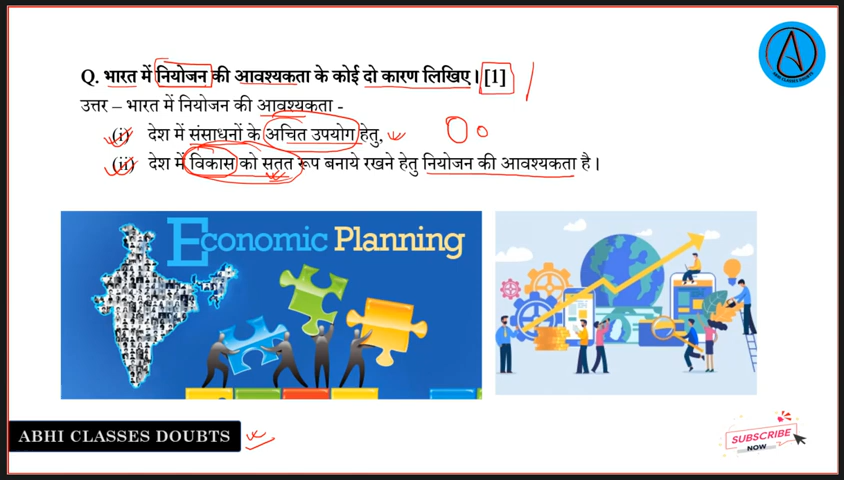 Q. भारत में नियोजन की आवश्यकता के कोई दो कारण लिखिए। [1]
उत्तर – भारत में नियोजन की आवश्यकता -
(i) देश में संसाधनों के अचित उपयोग हेतु,
(ii) देश में विकास को सतत रूप बनाये रखने हेतु नियोजन की आवश्यकता है।
Economic Planning
ABHI CLASSES DOUBTS
SUBSCRIBE
NOW